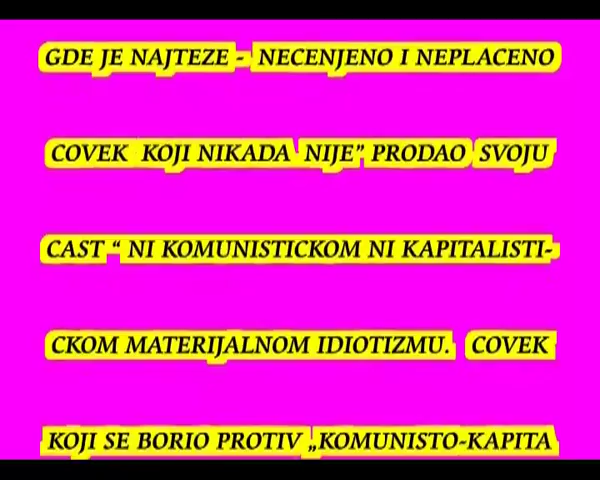 GDE JE NAJTEZE - NECENJENO I NEPLACENO
COVEK KOJI NIKADA NIJE” PRODAO SVOJU
CAST “ NI KOMUNISTICKOM NI KAPITALISTI-
CKOM MATERIJALNOM IDIOTIZMU. COVEK
KOJI SE BORIO PROTIV „KOMUNISTO-KAPITA